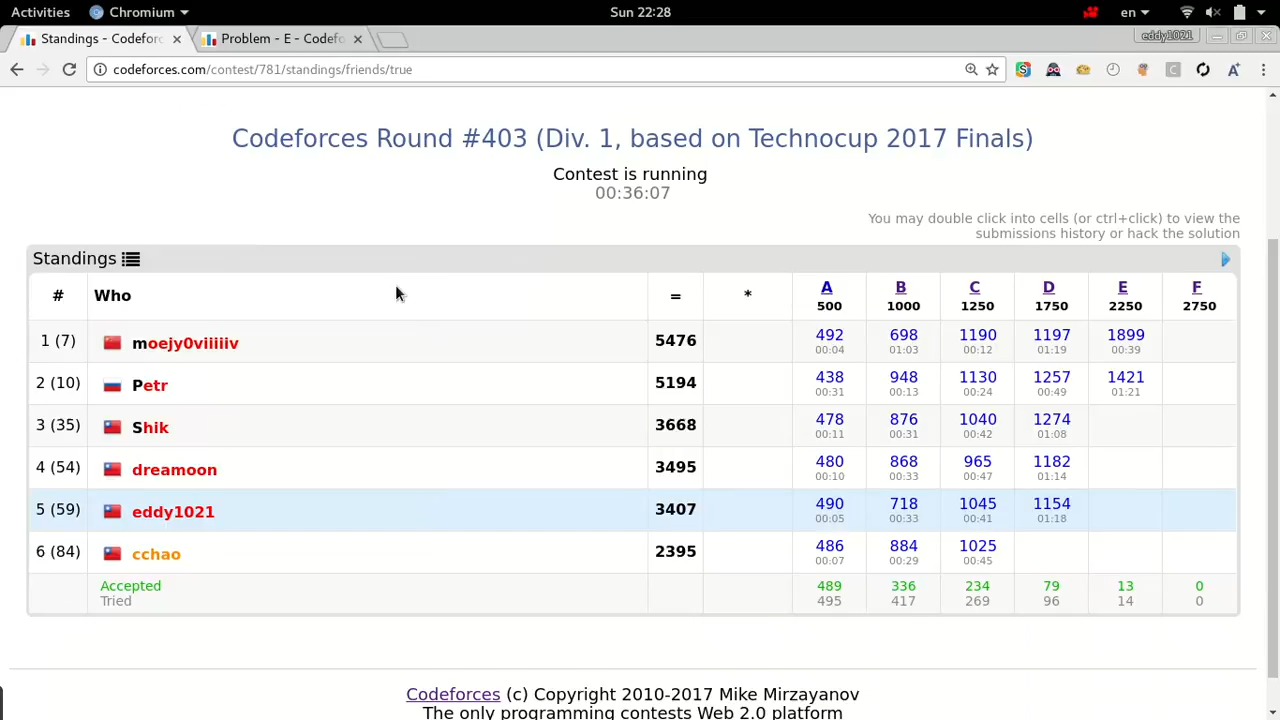 Activities Chromium Sun 22:28 en
Standings - Codeforc Problem - E - Codefo eddy1021
codeforces.com/contest/781/standings/friends/true
Codeforces Round #403 (Div. 1, based on Technocup 2017 Finals)
Contest is running
00:36:07
You may double click into cells (or ctrl+click) to view the
submissions history or hack the solution
Standings
# Who = * A B C D E F
500 1000 1250 1750 2250 2750
1 (7) moejy0viiiiiv 5476 492 698 1190 1197 1899
00:04 01:03 00:12 01:19 00:39
2 (10) Petr 5194 438 948 1130 1257 1421
00:31 00:13 00:24 00:49 01:21
3 (35) Shik 3668 478 876 1040 1274
00:11 00:31 00:42 01:08
4 (54) dreamoon 3495 480 868 965 1182
00:10 00:33 00:47 01:14
5 (59) eddy1021 3407 490 718 1045 1154
00:05 00:33 00:41 01:18
6 (84) cchao 2395 486 884 1025
00:07 00:29 00:45
Accepted 489 336 234 79 13 0
Tried 495 417 269 96 14 0
Codeforces (c) Copyright 2010-2017 Mike Mirzayanov
The only programming contests Web 2.0 platform